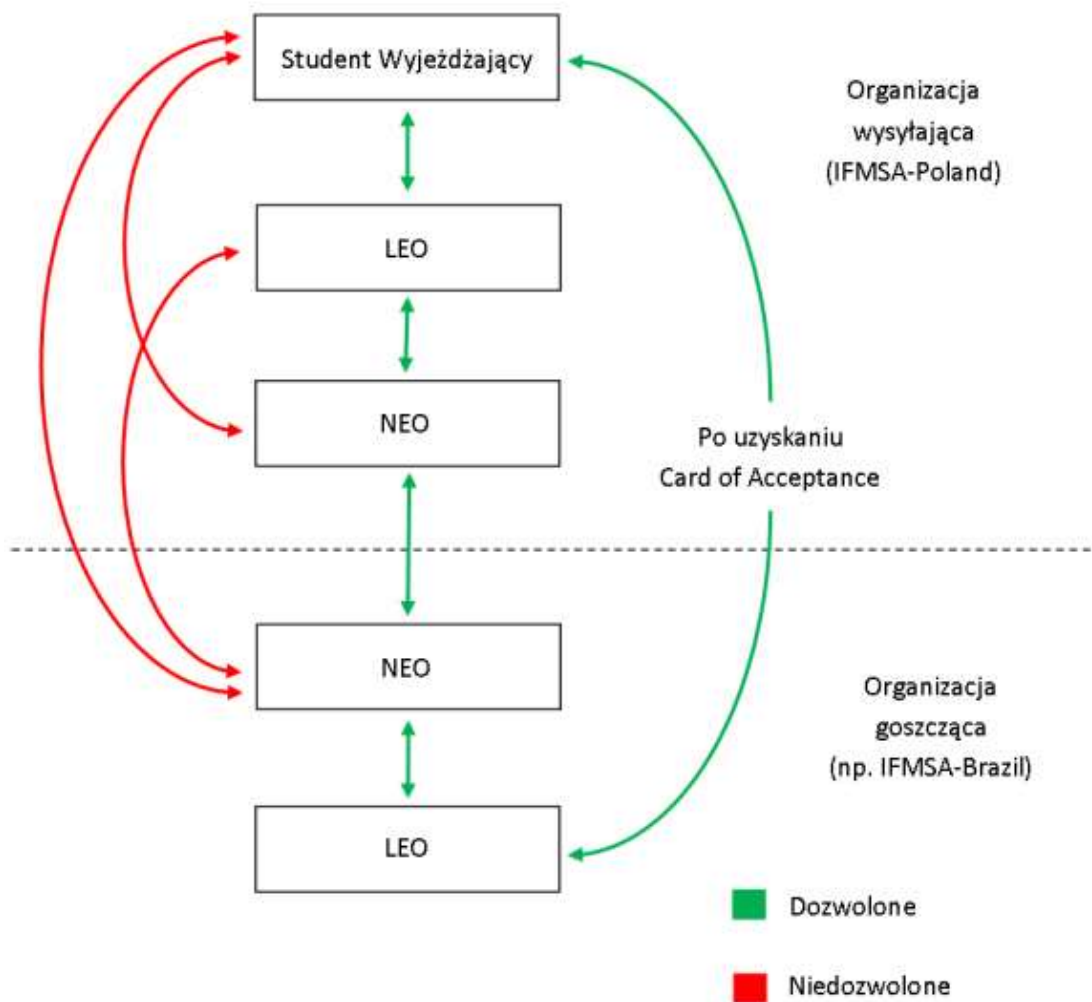 Student Wyjeżdżający
Organizacja
wysyłająca
(IFMSA-Poland)
LEO
NEO
Po uzyskaniu
Card of Acceptance
NEO
Organizacja
goszcząca
(np. IFMSA-Brazil)
LEO
Dozwolone
Niedozwolone